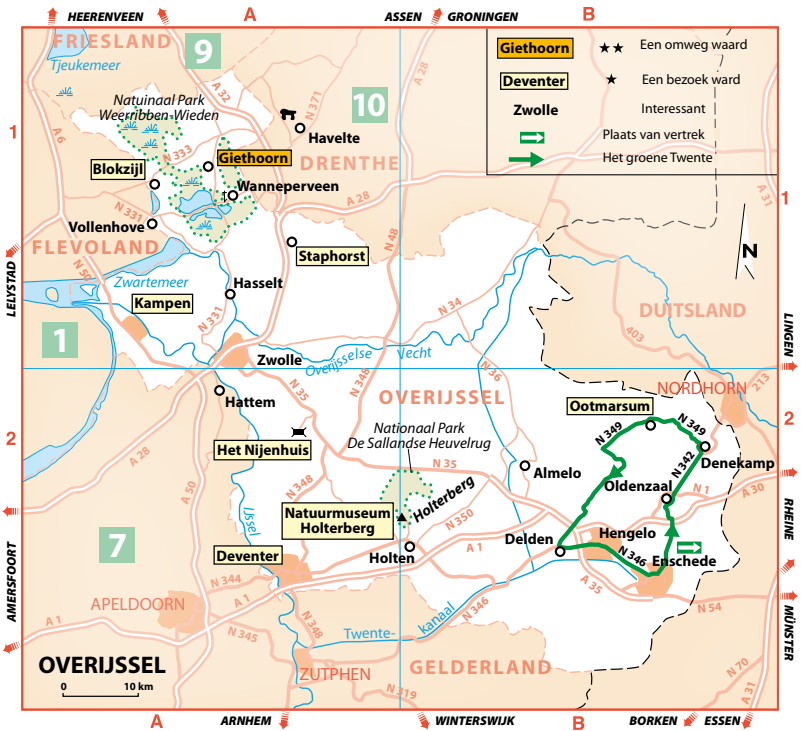 HEERENVEEN
A
ASSEN
GRONINGEN
B
FRIESLAND
9
Tjeukemeer
A 32
A 28
N 371
10
Giethoorn
★★
Een omweg waard
Deventer
★
Een bezoek ward
Zwolle
Interessant
Plaats van vertrek
Het groene Twente
Natuinaal Park
Weerribben-Wieden
1
A 6
Havelte
N 333
Giethoorn
DRENTHE
Blokzijl
Wanneperveen
A 28
1
A 31
N 331
Vollenhove
FLEVOLAND
N 48
Staphorst
N
LELYSTAD
N 50
Zwartemeer
Hasselt
Kampen
N 34
DUITSLAND
LINGEN
1
N 331
403
Zwolle
Overijsselse
Vecht
N 36
N 35
N 348
OVERIJSSEL
NORDHORN
213
Hattem
Ootmarsum
2
2
Nationaal Park
De Sallandse Heuvelrug
N 349
N 349
Het Nijenhuis
A 28
N 35
Almelo
N 342
Denekamp
A 50
N 348
Oldenzaal
N 1
A 30
Holterberg
RHEINE
IJssel
Natuurmuseum
Holterberg
N 350
7
Delden
Hengelo
Deventer
Holten
A 1
N 346
Enschede
AMERSFOORT
N 344
A 35
APELDOORN
A 1
N 346
N 54
MÜNSTER
A 1
N 345
N 348
Twente-
kanaal
OVERIJSSEL
ZUTPHEN
GELDERLAND
N 70
0
10 km
N 319
A 31
A
ARNHEM
WINTERSWIJK
B
BORKEN
ESSEN